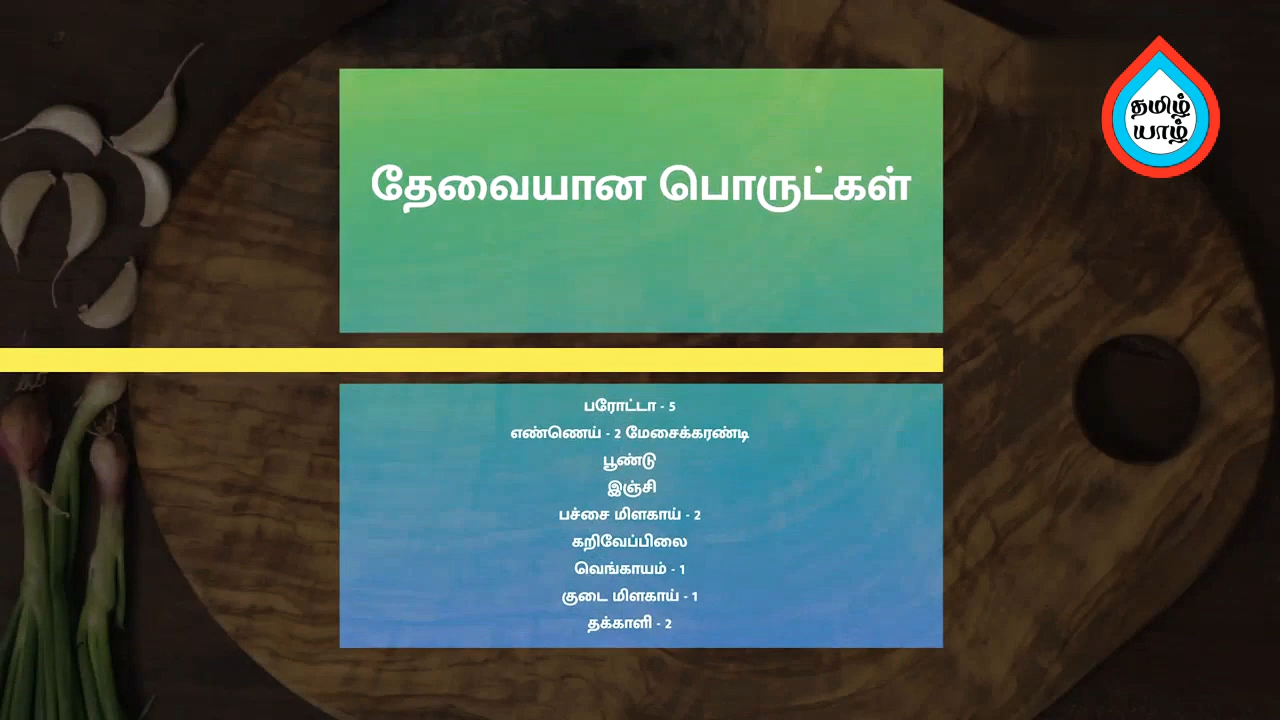 தமிழ்
யாழ்
தேவையான பொருட்கள்
பரோட்டா - 5
எண்ணெய் - 2 மேசைக்கரண்டி
பூண்டு
இஞ்சி
பச்சை மிளகாய் - 2
கறிவேப்பிலை
வெங்காயம் - 1
குடை மிளகாய் - 1
தக்காளி - 2